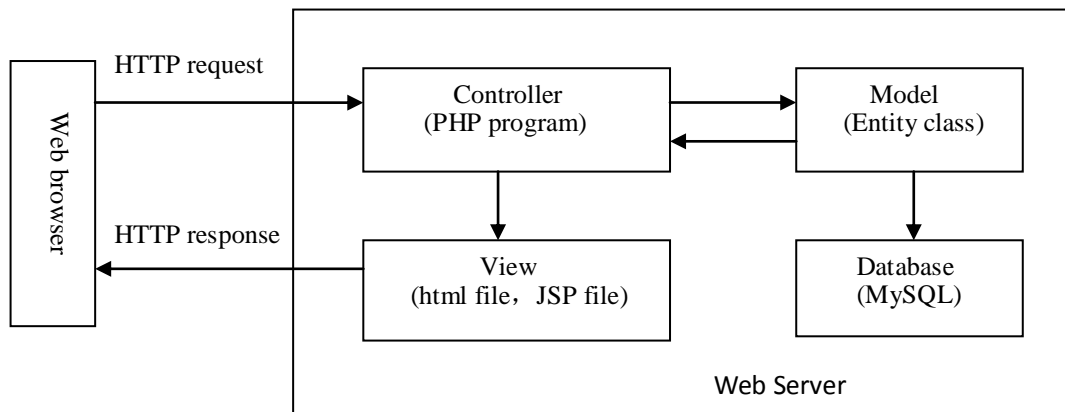 HTTP request
Controller
(PHP program)
Model
(Entity class)
Web browser
HTTP response
View
(html file，JSP file)
Database
(MySQL)
Web Server